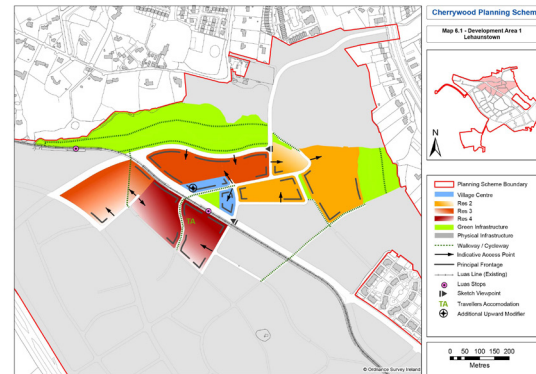 Cherrywood Planning Scheme
Map 6.1 - Development Area 1
Lehaunstown
N
Planning Scheme Boundary
Village Centre
Res 2
Res 3
Res 4
Green Infrastructure
Physical Infrastructure
Walkway / Cycleway
Indicative Access Point
Principal Frontage
Luas Line (Existing)
Luas Stops
Sketch Viewpoint
TA Travellers Accomodation
Additional Upward Modifier
TA
0 50 100 150 200
Metres
© Ordnance Survey Ireland